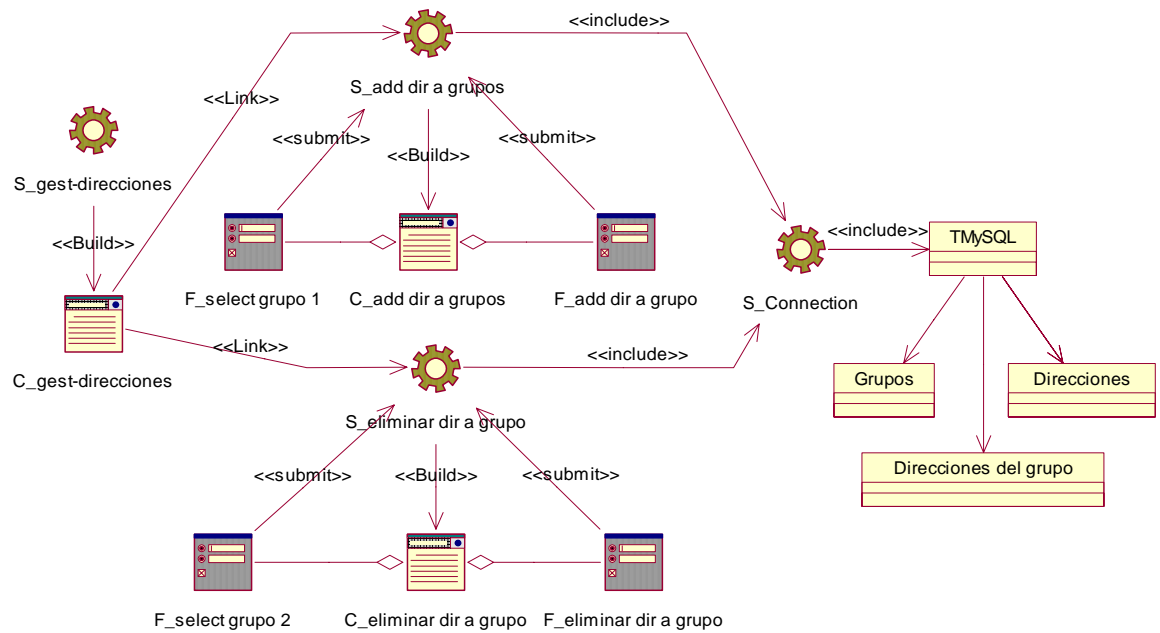 <<include>>
S_add dir a grupos
<<Link>>
<<submit>>
<<submit>>
<<Build>>
S_gest-direcciones
<<Build>>
<<include>>
TMySQL
F_select grupo 1
C_add dir a grupos
F_add dir a grupo
S_Connection
<<Link>>
<<include>>
C_gest-direcciones
Grupos
Direcciones
S_eliminar dir a grupo
<<submit>>
<<Build>>
<<submit>>
Direcciones del grupo
F_select grupo 2
C_eliminar dir a grupo
F_eliminar dir a grupo